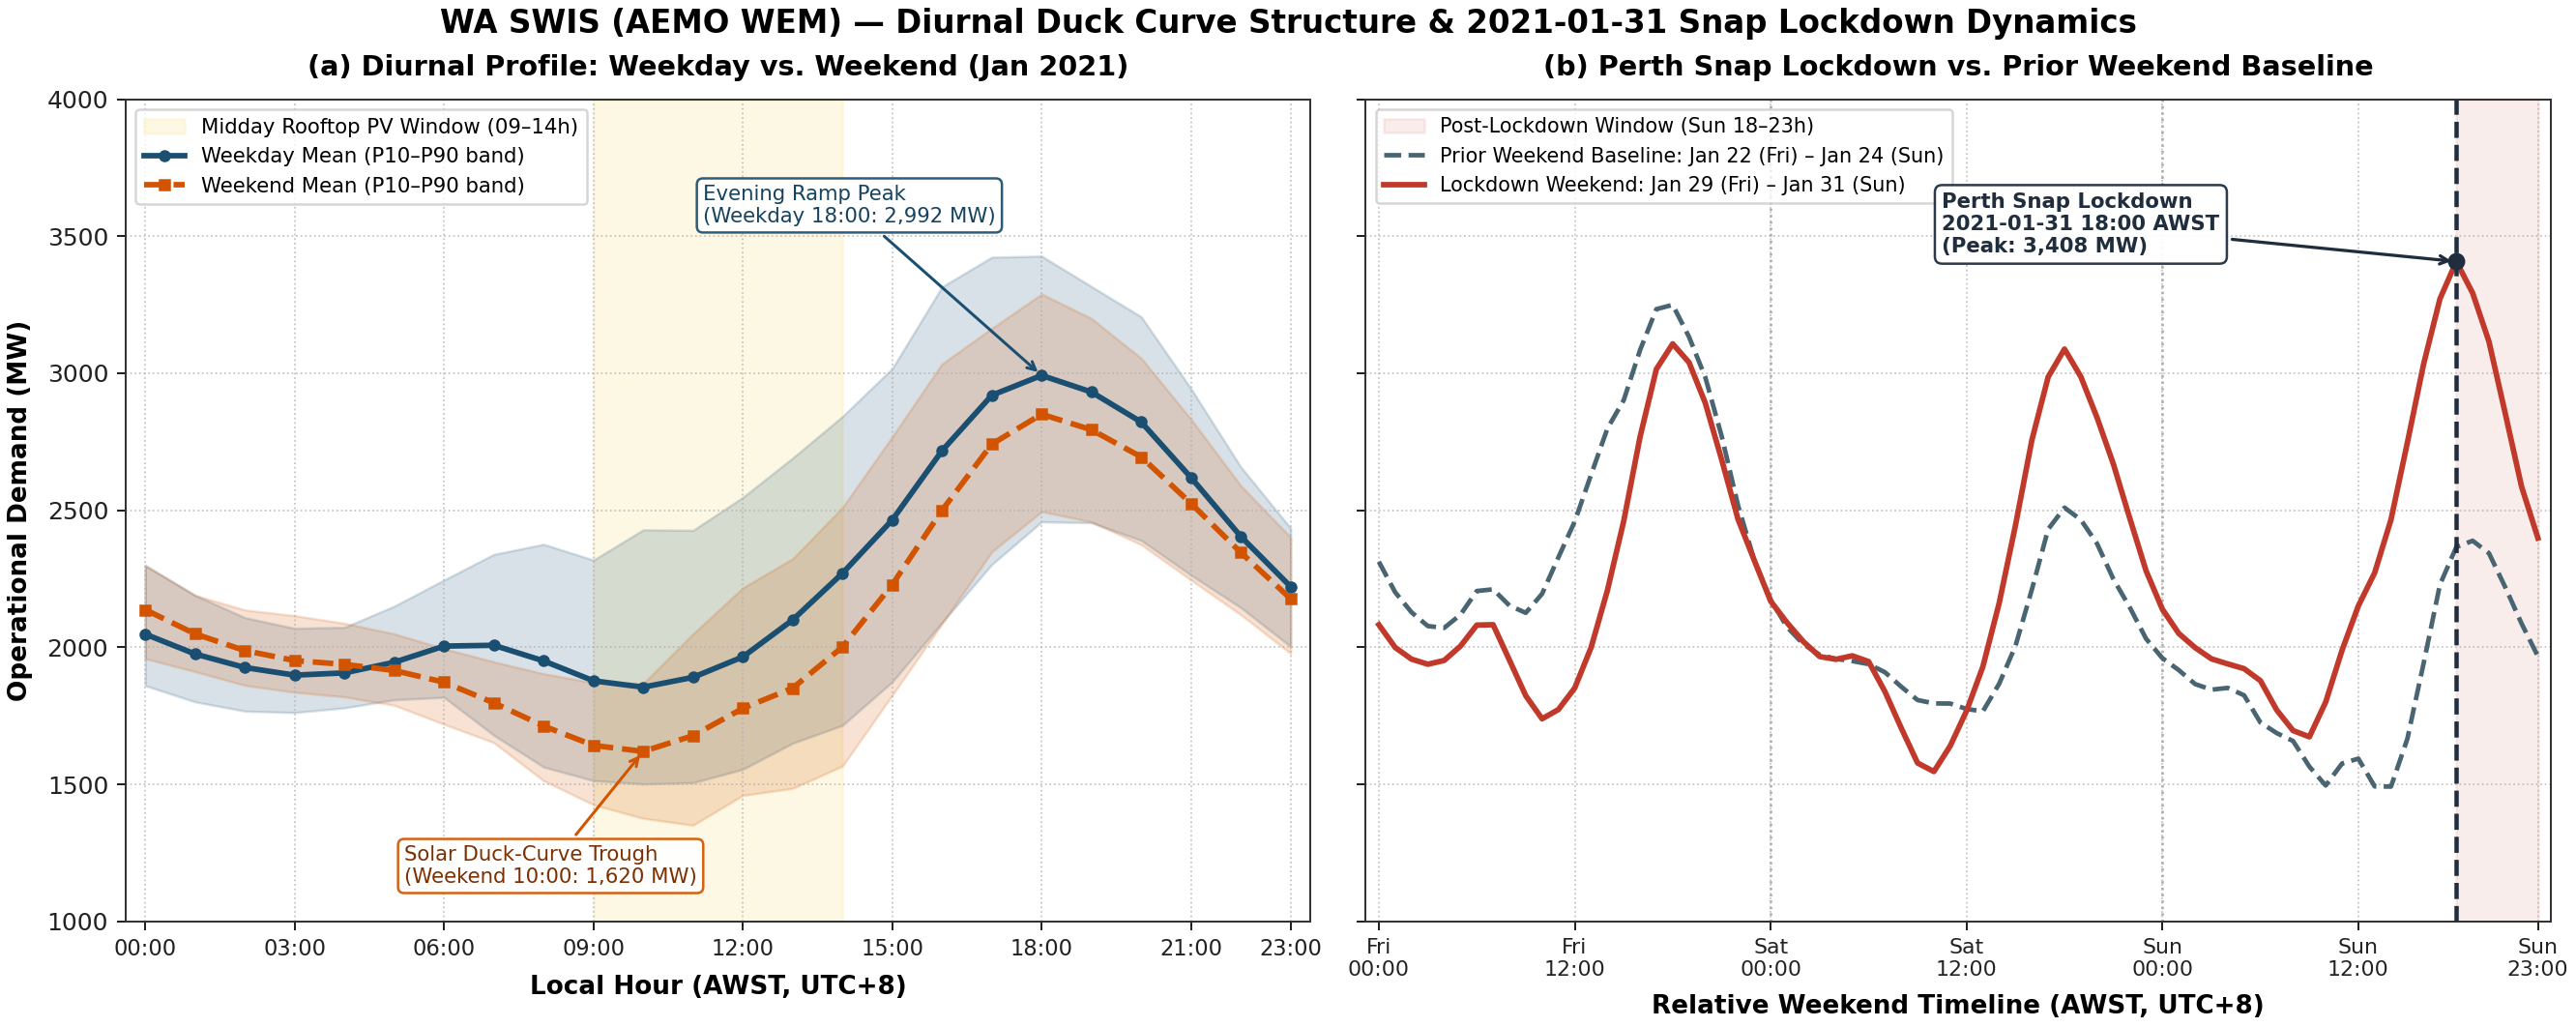 WA SWIS (AEMO WEM) — Diurnal Duck Curve Structure & 2021-01-31 Snap Lockdown Dynamics
(a) Diurnal Profile: Weekday vs. Weekend (Jan 2021)
Midday Rooftop PV Window (09–14h)
Weekday Mean (P10–P90 band)
Weekend Mean (P10–P90 band)
Evening Ramp Peak
(Weekday 18:00: 2,992 MW)
Solar Duck-Curve Trough
(Weekend 10:00: 1,620 MW)
Operational Demand (MW)
4000
3500
3000
2500
2000
1500
1000
00:00
03:00
06:00
09:00
12:00
15:00
18:00
21:00
23:00
Local Hour (AWST, UTC+8)
(b) Perth Snap Lockdown vs. Prior Weekend Baseline
Post-Lockdown Window (Sun 18–23h)
Prior Weekend Baseline: Jan 22 (Fri) – Jan 24 (Sun)
Lockdown Weekend: Jan 29 (Fri) – Jan 31 (Sun)
Perth Snap Lockdown
2021-01-31 18:00 AWST
(Peak: 3,408 MW)
Fri
00:00
Fri
12:00
Sat
00:00
Sat
12:00
Sun
00:00
Sun
12:00
Sun
23:00
Relative Weekend Timeline (AWST, UTC+8)